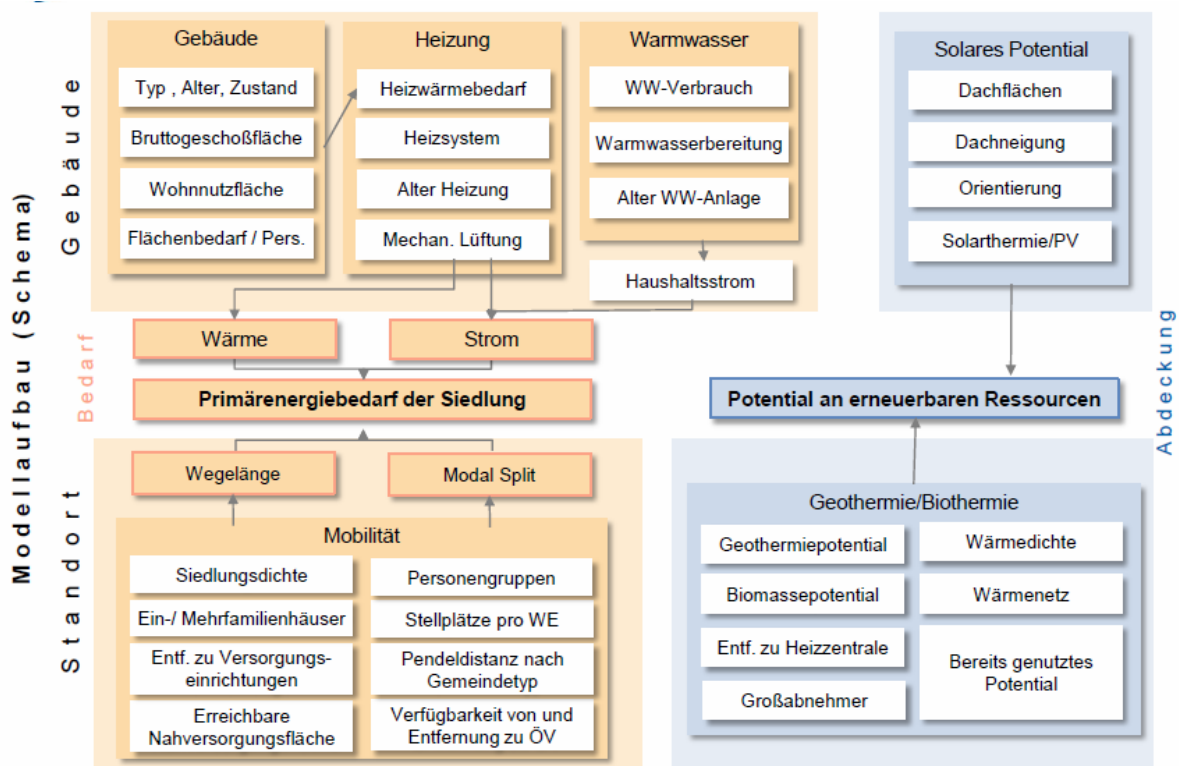 Modellaufbau (Schema)
Gebäude
Gebäude
Typ , Alter, Zustand
Bruttogeschoßfläche
Wohnnutzfläche
Flächenbedarf / Pers.
Heizung
Heizwärmebedarf
Heizsystem
Alter Heizung
Mechan. Lüftung
Warmwasser
WW-Verbrauch
Warmwasserbereitung
Alter WW-Anlage
Haushaltsstrom
Solares Potential
Dachflächen
Dachneigung
Orientierung
Solarthermie/PV
Bedarf
Wärme
Strom
Primärenergiebedarf der Siedlung
Potential an erneuerbaren Ressourcen
Abdeckung
Standort
Wegelänge
Modal Split
Mobilität
Siedlungsdichte
Ein-/ Mehrfamilienhäuser
Entf. zu Versorgungs-
einrichtungen
Erreichbare
Nahversorgungsfläche
Personengruppen
Stellplätze pro WE
Pendeldistanz nach
Gemeindetyp
Verfügbarkeit von und
Entfernung zu ÖV
Geothermie/Biothermie
Geothermiepotential
Biomassepotential
Entf. zu Heizzentrale
Großabnehmer
Wärmedichte
Wärmenetz
Bereits genutztes
Potential